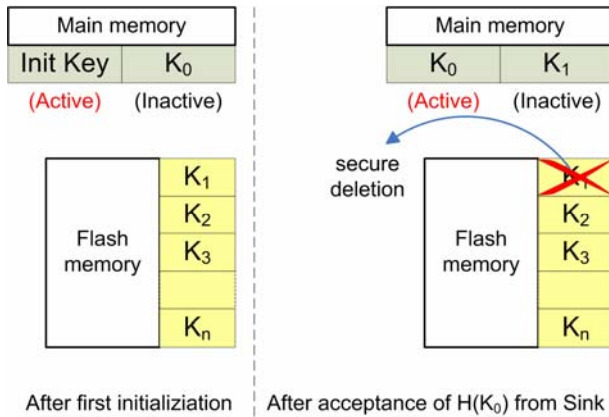 Main memory
Init Key K₀
(Active) (Inactive)
Flash memory
K₁
K₂
K₃
Kₙ
After first initializiation
Main memory
K₀ K₁
(Active) (Inactive)
secure
deletion
Flash memory
K₁
K₂
K₃
Kₙ
After acceptance of H(K₀) from Sink